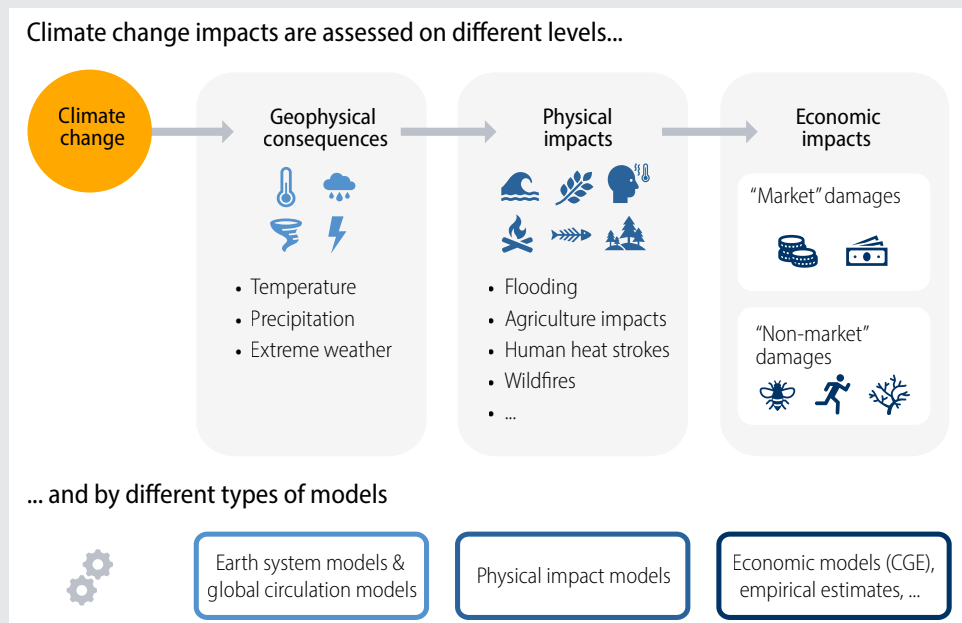 Climate change impacts are assessed on different levels...
Climate
change
Geophysical
consequences
• Temperature
• Precipitation
• Extreme weather
Physical
impacts
• Flooding
• Agriculture impacts
• Human heat strokes
• Wildfires
• ...
Economic
impacts
“Market” damages
“Non-market”
damages
... and by different types of models
Earth system models &
global circulation models
Physical impact models
Economic models (CGE),
empirical estimates, ...